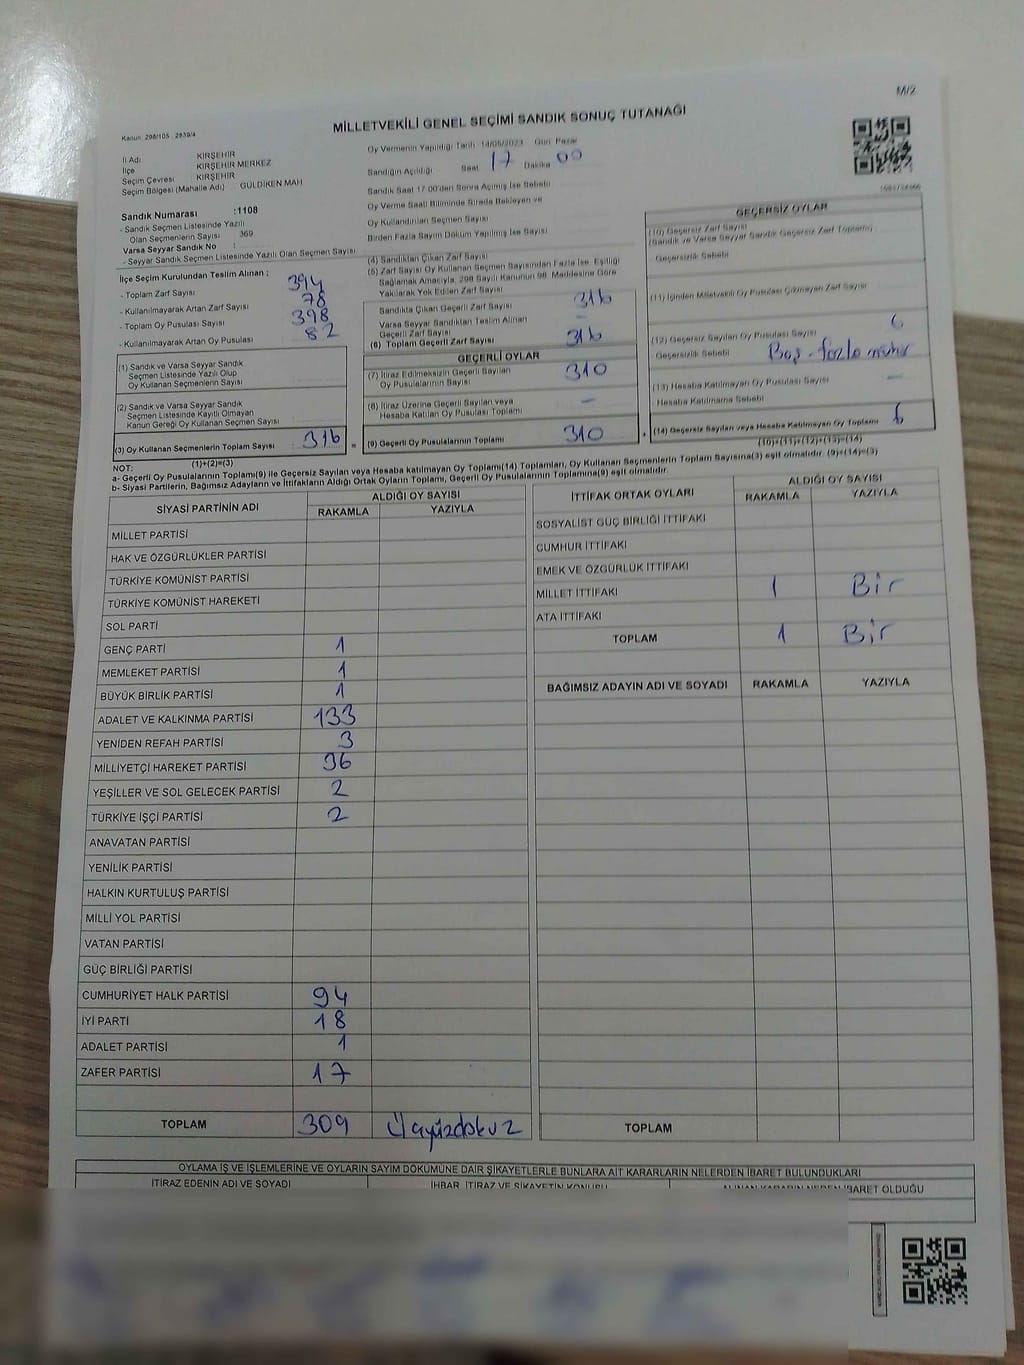 M/2
Kanun 298/105 2839/4
MİLLETVEKİLİ GENEL SEÇİMİ SANDIK SONUÇ TUTANAĞI
İl Adı KIRŞEHİR
İlçe KIRŞEHİR MERKEZ
Seçim Çevresi KIRŞEHİR
Seçim Bölgesi (Mahalle Adı) GÜLDİKEN MAH
Sandık Numarası :1108
- Sandık Seçmen Listesinde Yazılı
Olan Seçmenlerin Sayısı : 369
Varsa Seyyar Sandık No :
- Seyyar Sandık Seçmen Listesinde Yazılı Olan Seçmen Sayısı
İlçe Seçim Kurulundan Teslim Alınan ;
- Toplam Zarf Sayısı 394
- Kullanılmayarak Artan Zarf Sayısı 78
- Toplam Oy Pusulası Sayısı 398
- Kullanılmayarak Artan Oy Pusulası 82
(1) Sandık ve Varsa Seyyar Sandık
Seçmen Listesinde Yazılı Olup
Oy Kullanan Seçmenlerin Sayısı
(2) Sandık ve Varsa Seyyar Sandık
Seçmen Listesinde Kayıtlı Olmayan
Kanun Gereği Oy Kullanan Seçmen Sayısı
(3) Oy Kullanan Seçmenlerin Toplam Sayısı : 316
(1)+(2)=(3)
Oy Vermenin Yapıldığı Tarih 14/05/2023 Gün Pazar
Sandığın Açıldığı Saat 17 Dakika 00
Sandık Saat 17:00'den Sonra Açılmış İse Sebebi
Oy Verme Saati Bitiminde Sırada Bekleyen ve
Oy Kullandırılan Seçmen Sayısı
Birden Fazla Sayım Döküm Yapılmış İse Sayısı
(4) Sandıktan Çıkan Zarf Sayısı
(5) Zarf Sayısı Oy Kullanan Seçmen Sayısından Fazla İse, Eşitliği
Sağlamak Amacıyla, 298 Sayılı Kanunun 98. Maddesine Göre
Yakılarak Yok Edilen Zarf Sayısı
Sandıkta Çıkan Geçerli Zarf Sayısı 316
Varsa Seyyar Sandıktan Teslim Alınan
Geçerli Zarf Sayısı
(6) Toplam Geçerli Zarf Sayısı 316
GEÇERLİ OYLAR
(7) İtiraz Edilmeksizin Geçerli Sayılan
Oy Pusulalarının Sayısı 310
(8) İtiraz Üzerine Geçerli Sayılan veya
Hesaba Katılan Oy Pusulası Toplamı -
(9) Geçerli Oy Pusulalarının Toplamı 310
GEÇERSİZ OYLAR
(10) Geçersiz Zarf Sayısı
(Sandık ve Varsa Seyyar Sandık Geçersiz Zarf Toplamı)
Geçersizlik Sebebi
(11) İçinden Milletvekili Oy Pusulası Çıkmayan Zarf Sayısı
(12) Geçersiz Sayılan Oy Pusulası Sayısı 6
Geçersizlik Sebebi Boş - fazla mühür
(13) Hesaba Katılmayan Oy Pusulası Sayısı -
Hesaba Katılmama Sebebi
(14) Geçersiz Sayılan veya Hesaba Katılmayan Oy Toplamı 6
(10)+(11)+(12)+(13)=(14)
NOT:
a- Geçerli Oy Pusulalarının Toplamı(9) ile Geçersiz Sayılan veya Hesaba katılmayan Oy Toplamı(14) Toplamları, Oy Kullanan Seçmenlerin Toplam Sayısına(3) eşit olmalıdır. (9)+(14)=(3)
b- Siyasi Partilerin, Bağımsız Adayların ve İttifakların Aldığı Ortak Oyların Toplamı, Geçerli Oy Pusulalarının Toplamına(9) eşit olmalıdır.
SİYASİ PARTİNİN ADI
ALDIĞI OY SAYISI
RAKAMLA YAZIYLA
MİLLET PARTİSİ
HAK VE ÖZGÜRLÜKLER PARTİSİ
TÜRKİYE KOMÜNİST PARTİSİ
TÜRKİYE KOMÜNİST HAREKETİ
SOL PARTİ
GENÇ PARTİ 1
MEMLEKET PARTİSİ 1
BÜYÜK BİRLİK PARTİSİ 1
ADALET VE KALKINMA PARTİSİ 133
YENİDEN REFAH PARTİSİ 3
MİLLİYETÇİ HAREKET PARTİSİ 36
YEŞİLLER VE SOL GELECEK PARTİSİ 2
TÜRKİYE İŞÇİ PARTİSİ 2
ANAVATAN PARTİSİ
YENİLİK PARTİSİ
HALKIN KURTULUŞ PARTİSİ
MİLLİ YOL PARTİSİ
VATAN PARTİSİ
GÜÇ BİRLİĞİ PARTİSİ
CUMHURİYET HALK PARTİSİ 94
İYİ PARTİ 18
ADALET PARTİSİ 1
ZAFER PARTİSİ 17
TOPLAM 309 Üçyüzdokuz
İTTİFAK ORTAK OYLARI
ALDIĞI OY SAYISI
RAKAMLA YAZIYLA
SOSYALİST GÜÇ BİRLİĞİ İTTİFAKI
CUMHUR İTTİFAKI
EMEK VE ÖZGÜRLÜK İTTİFAKI
MİLLET İTTİFAKI 1 Bir
ATA İTTİFAKI
TOPLAM 1 Bir
BAĞIMSIZ ADAYIN ADI VE SOYADI RAKAMLA YAZIYLA
TOPLAM
OYLAMA İŞ VE İŞLEMLERİNE VE OYLARIN SAYIM DÖKÜMÜNE DAİR ŞİKAYETLERLE BUNLARA AİT KARARLARIN NELERDEN İBARET BULUNDUKLARI
İTİRAZ EDENİN ADI VE SOYADI İHBAR, İTİRAZ VE ŞİKAYETİN KONUSU ALINAN KARARIN NEDEN İBARET OLDUĞU